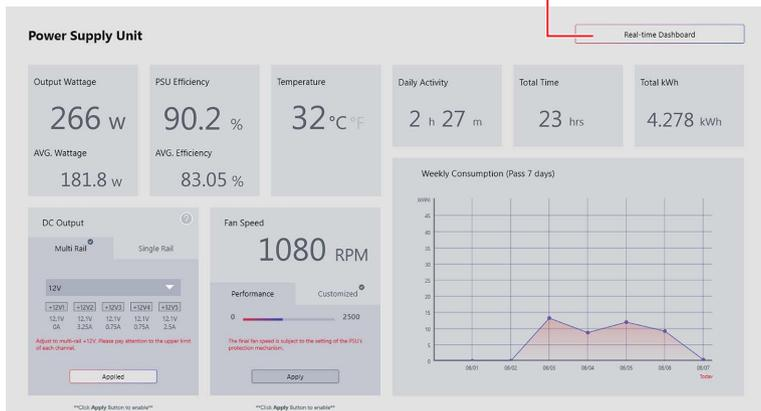 Power Supply Unit
Real-time Dashboard
Output Wattage
266 W
AVG. Wattage
181.8 W
PSU Efficiency
90.2 %
AVG. Efficiency
83.05 %
Temperature
32 °C °F
Daily Activity
2 h 27 m
Total Time
23 hrs
Total kWh
4.278 kWh
DC Output
?
Multi Rail
Single Rail
12V
+12V1 +12V2 +12V3 +12V4 +12V5
12.1V 12.1V 12.1V 12.1V 12.1V
0A 3.25A 0.75A 0.75A 2.5A
Adjust to multi-rail +12V. Please pay attention to the upper limit
of each channel.
Applied
**Click Apply Button to enable**
Fan Speed
1080 RPM
Performance
Customized
0 2500
The final fan speed is subject to the setting of the PSU's
protection mechanism.
Apply
**Click Apply Button to enable**
Weekly Consumption (Pass 7 days)
45
40
35
30
25
20
15
10
5
0
08/01 08/02 08/03 08/04 08/05 08/06 08/07
Today